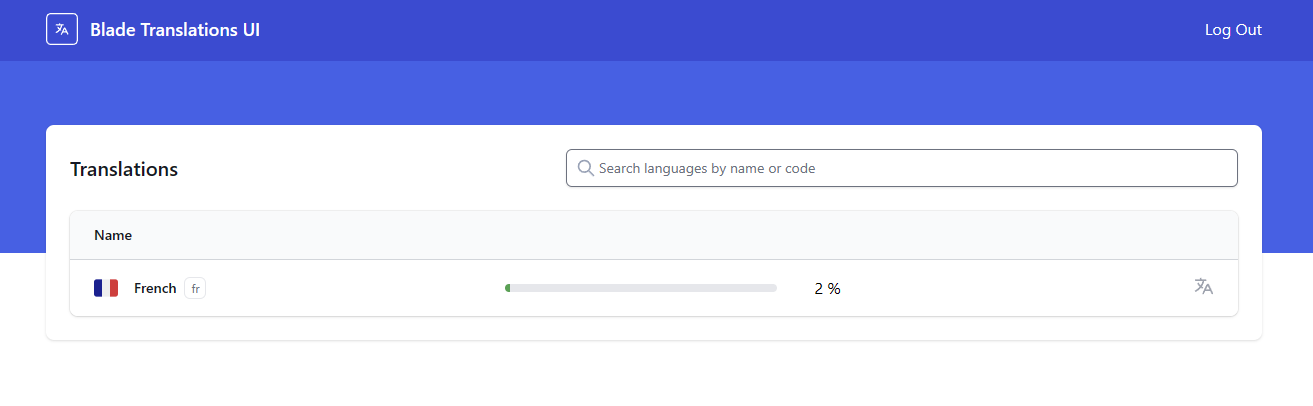 Blade Translations UI
Log Out
Translations
Search languages by name or code
Name
French fr 2 %